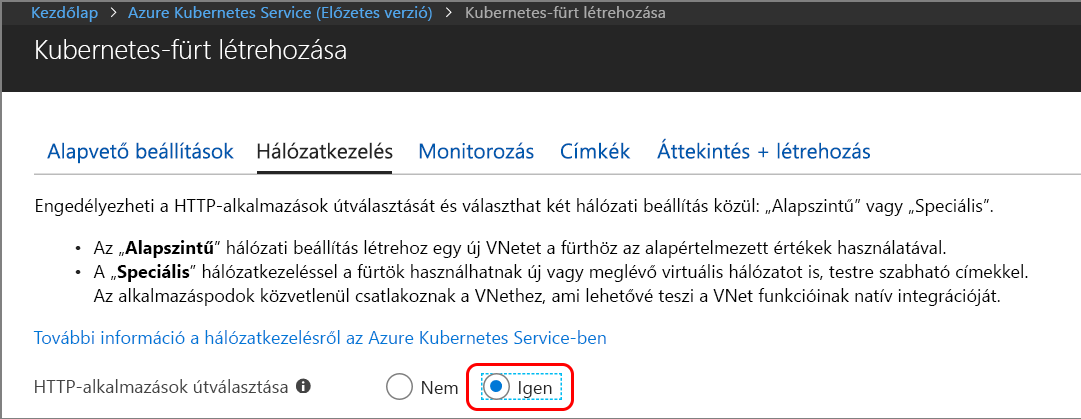 Kezdőlap > Azure Kubernetes Service (Előzetes verzió) > Kubernetes-fürt létrehozása
Kubernetes-fürt létrehozása
Alapvető beállítások Hálózatkezelés Monitorozás Címkék Áttekintés + létrehozás
Engedélyezheti a HTTP-alkalmazások útválasztását és választhat két hálózati beállítás közül: „Alapszintű” vagy „Speciális”.
• Az „Alapszintű” hálózati beállítás létrehoz egy új VNetet a fürthöz az alapértelmezett értékek használatával.
• A „Speciális” hálózatkezeléssel a fürtök használhatnak új vagy meglévő virtuális hálózatot is, testre szabható címekkel.
Az alkalmazáspodok közvetlenül csatlakoznak a VNethez, ami lehetővé teszi a VNet funkcióinak natív integrációját.
További információ a hálózatkezelésről az Azure Kubernetes Service-ben
HTTP-alkalmazások útválasztása Nem Igen